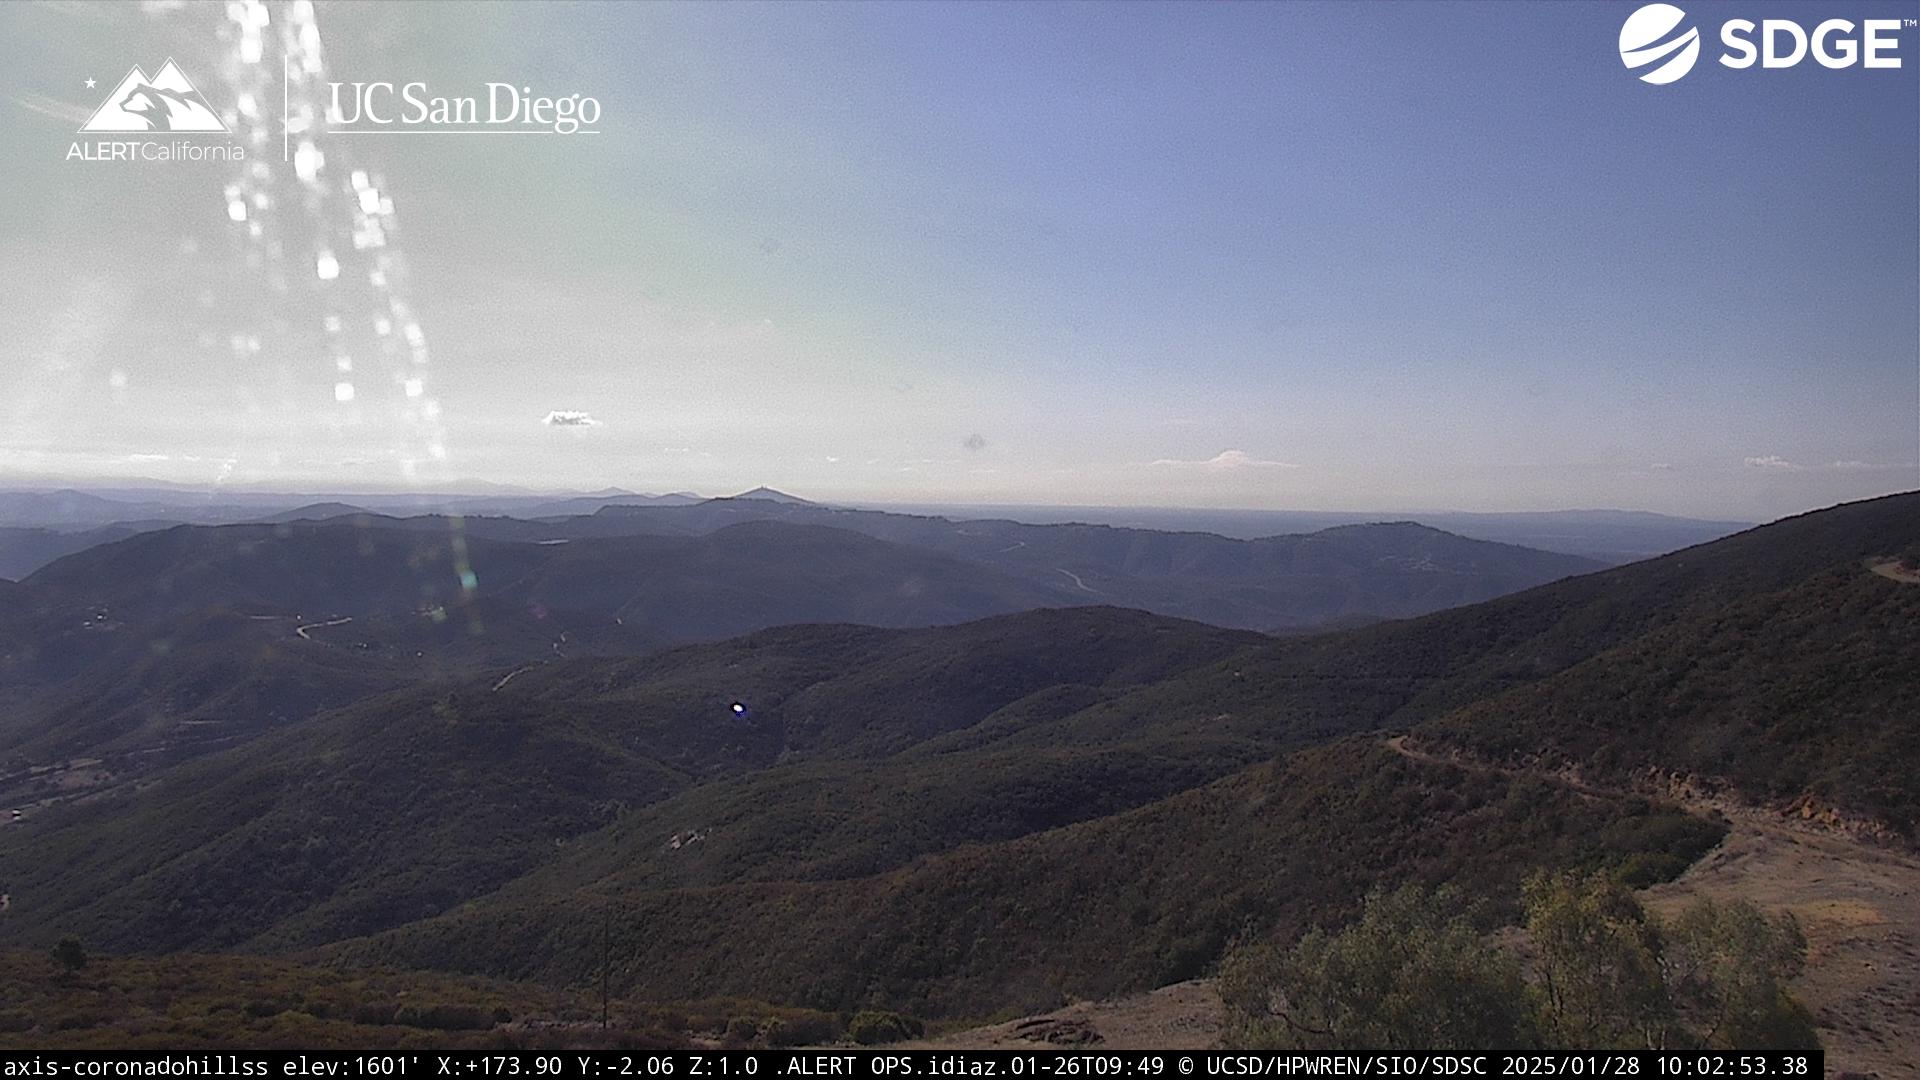 SDGE™
UC San Diego
ALERTCalifornia
axis-coronadohillss elev:1601' X:+173.90 Y:-2.06 Z:1.0 .ALERT OPS.idiaz.01-26T09:49 © UCSD/HPWREN/SIO/SDSC 2025/01/28 10:02:53.38